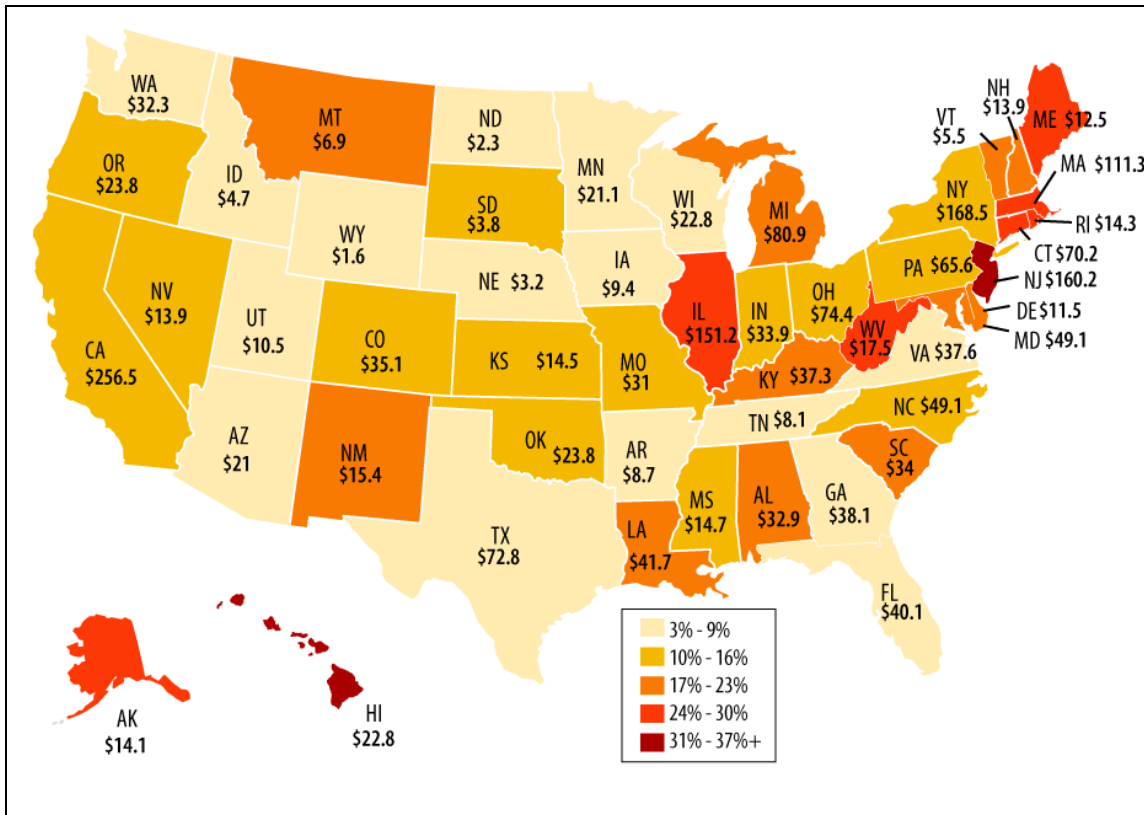 WA
$32.3
OR
$23.8
CA
$256.5
NV
$13.9
ID
$4.7
MT
$6.9
WY
$1.6
UT
$10.5
AZ
$21
CO
$35.1
NM
$15.4
ND
$2.3
SD
$3.8
NE $3.2
KS $14.5
OK $23.8
TX
$72.8
MN
$21.1
IA
$9.4
MO
$31
AR
$8.7
LA
$41.7
WI
$22.8
IL
$151.2
MI
$80.9
IN
$33.9
OH
$74.4
KY $37.3
TN $8.1
MS
$14.7
AL
$32.9
GA
$38.1
FL
$40.1
SC
$34
NC $49.1
VA $37.6
WV
$17.5
PA $65.6
NY
$168.5
VT
$5.5
NH
$13.9
ME $12.5
MA $111.3
RI $14.3
CT $70.2
NJ $160.2
DE $11.5
MD $49.1
AK
$14.1
HI
$22.8
3% - 9%
10% - 16%
17% - 23%
24% - 30%
31% - 37%+